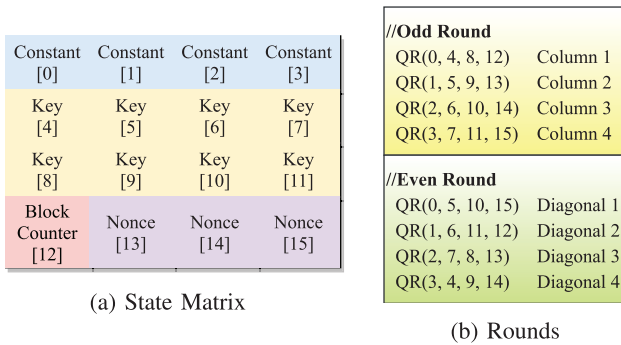 Constant Constant Constant Constant
[0] [1] [2] [3]
Key Key Key Key
[4] [5] [6] [7]
Key Key Key Key
[8] [9] [10] [11]
Block
Counter Nonce Nonce Nonce
[12] [13] [14] [15]
(a) State Matrix
//Odd Round
QR(0, 4, 8, 12) Column 1
QR(1, 5, 9, 13) Column 2
QR(2, 6, 10, 14) Column 3
QR(3, 7, 11, 15) Column 4
//Even Round
QR(0, 5, 10, 15) Diagonal 1
QR(1, 6, 11, 12) Diagonal 2
QR(2, 7, 8, 13) Diagonal 3
QR(3, 4, 9, 14) Diagonal 4
(b) Rounds